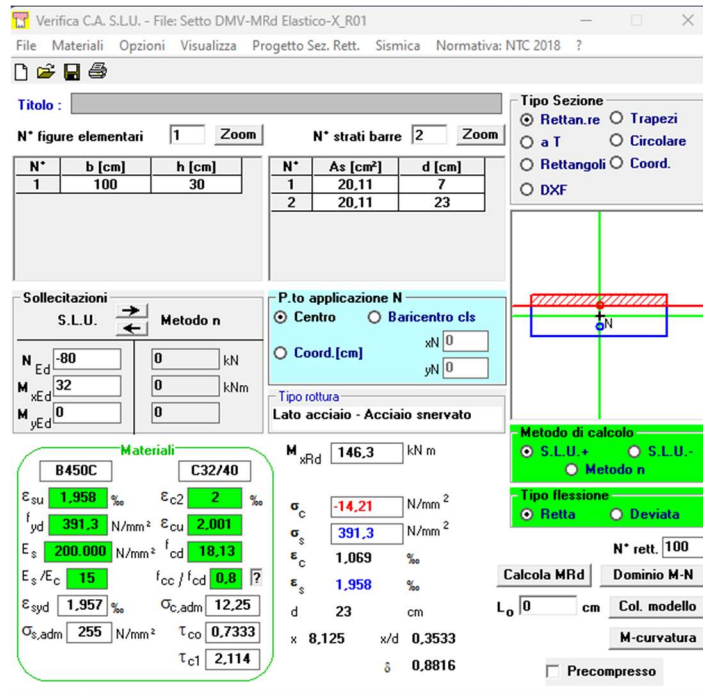 Verifica C.A. S.L.U. - File: Setto DMV-MRd Elastico-X_R01
File Materiali Opzioni Visualizza Progetto Sez. Rett. Sismica Normativa: NTC 2018 ?
Titolo :
N° figure elementari 1 Zoom
N° strati barre 2 Zoom
N° b [cm] h [cm]
1 100 30
N° As [cm²] d [cm]
1 20,11 7
2 20,11 23
Tipo Sezione
Rettan.re Trapezi
a T Circolare
Rettangoli Coord.
DXF
Sollecitazioni
S.L.U. Metodo n
N Ed -80 0 kN
M xEd 32 0 kNm
M yEd 0 0
P.to applicazione N
Centro Baricentro cls
Coord.[cm] xN 0
yN 0
Tipo rottura
Lato acciaio - Acciaio snervato
N
Metodo di calcolo
S.L.U.+ S.L.U.-
Metodo n
Tipo flessione
Retta Deviata
Materiali
B450C C32/40
εsu 1,958 ‰ εc2 2 ‰
fyd 391,3 N/mm² εcu 2,001
Es 200.000 N/mm² fcd 18,13
Es/Ec 15 fcc / fcd 0,8 ?
εsyd 1,957 ‰ σc,adm 12,25
σs,adm 255 N/mm² τco 0,7333
τc1 2,114
M xRd 146,3 kN m
σc -14,21 N/mm²
σs 391,3 N/mm²
εc 1,069 ‰
εs 1,958 ‰
d 23 cm
x 8,125 x/d 0,3533
δ 0,8816
N° rett. 100
Calcola MRd Dominio M-N
Lo 0 cm Col. modello
M-curvatura
Precompresso